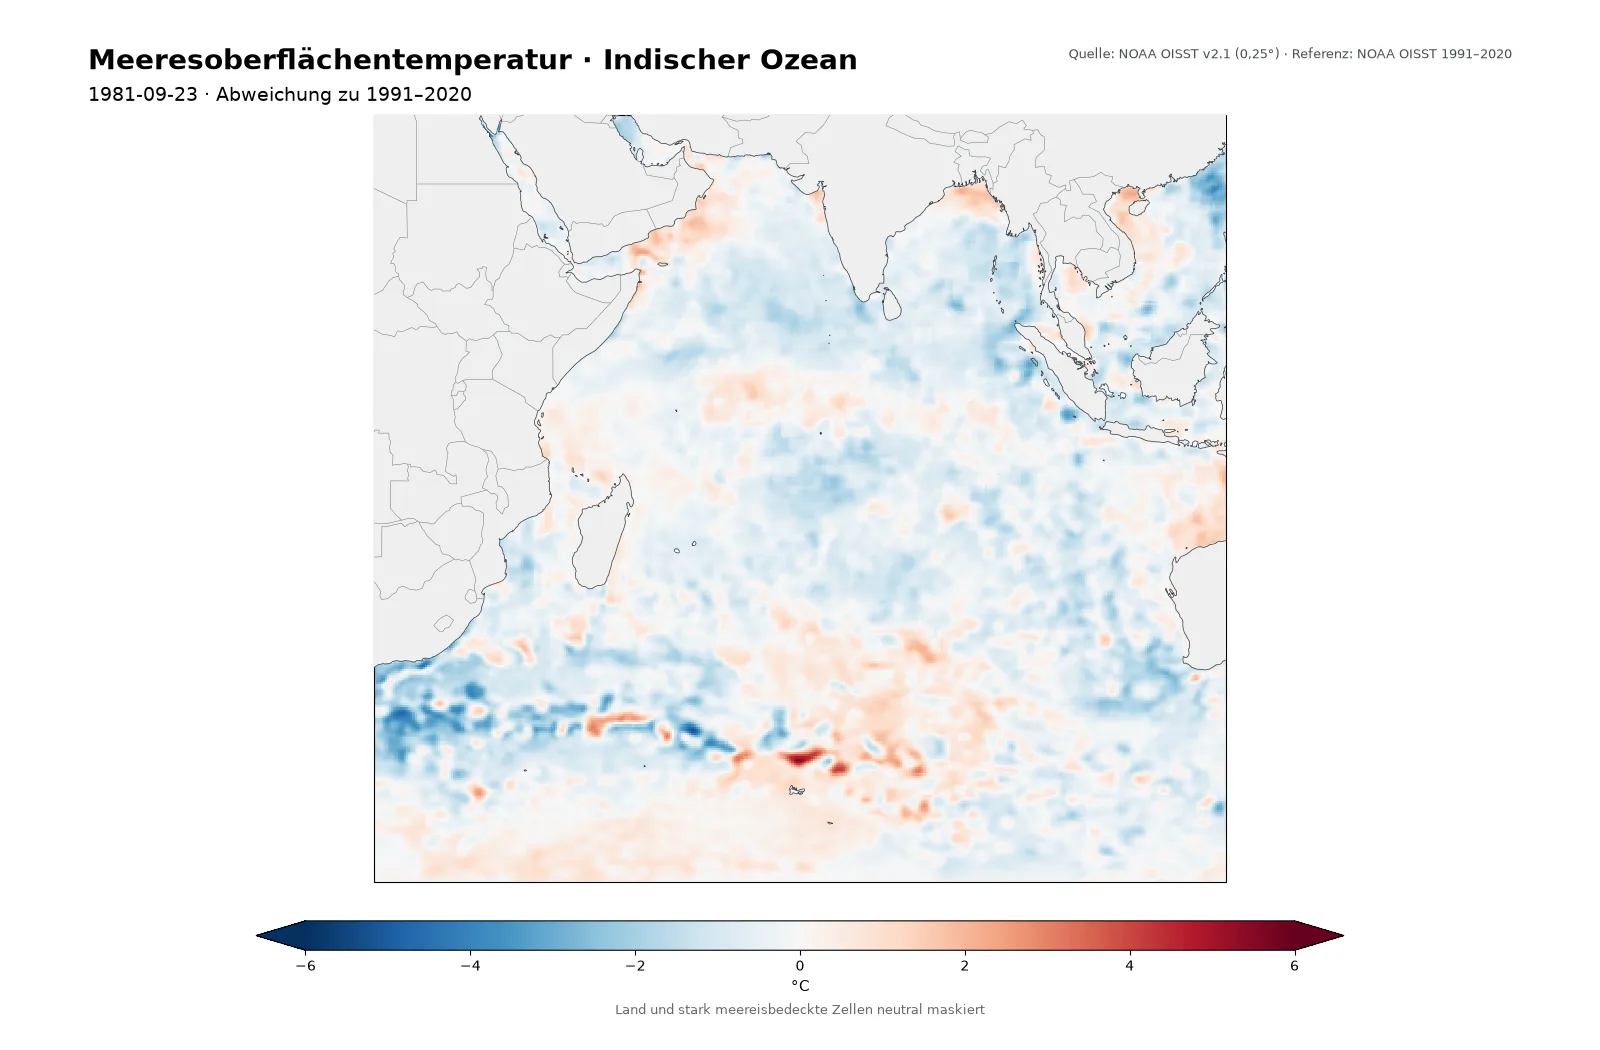 Meeresoberflächentemperatur · Indischer Ozean
Quelle: NOAA OISST v2.1 (0,25°) · Referenz: NOAA OISST 1991–2020
1981-09-23 · Abweichung zu 1991–2020
−6 −4 −2 0 2 4 6
°C
Land und stark meereisbedeckte Zellen neutral maskiert